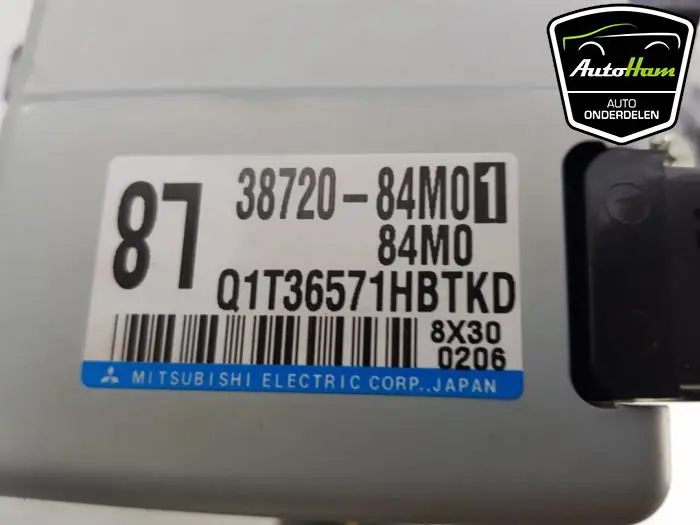 AutoHam
AUTO
ONDERDELEN
87
38720-84M01
84M0
Q1T36571HBTKD
8X30
0206
MITSUBISHI ELECTRIC CORP.,JAPAN